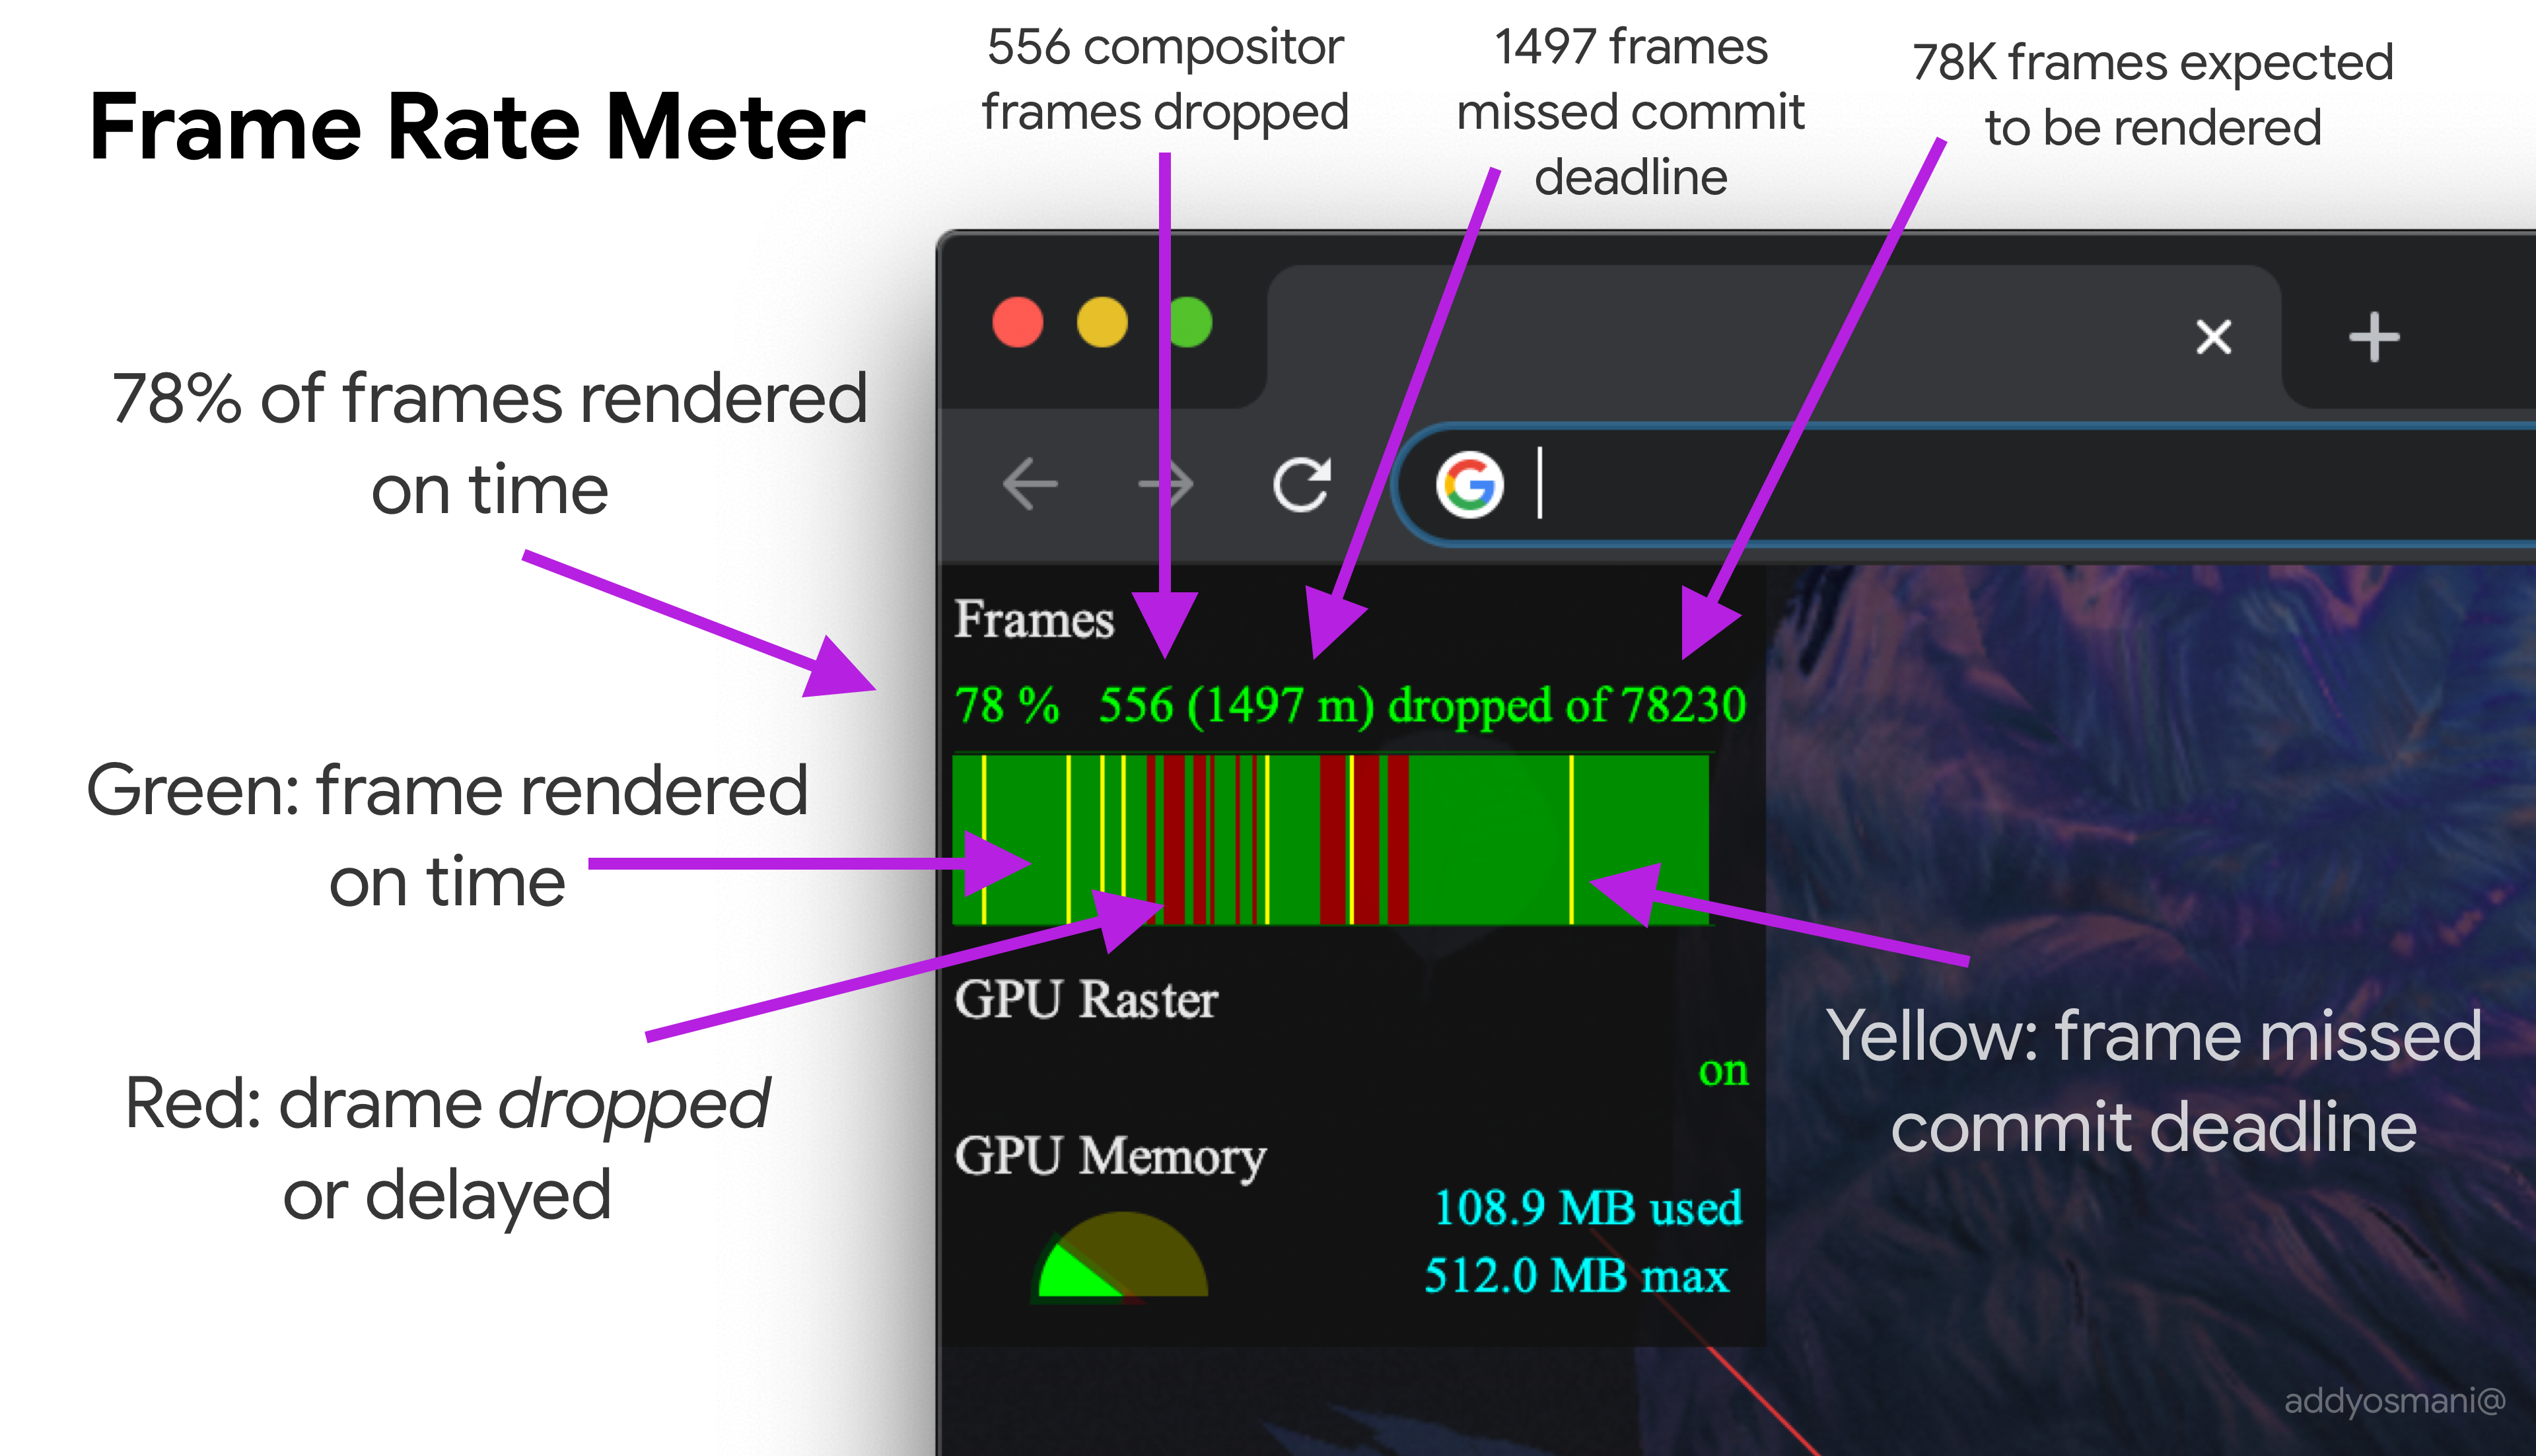 Frame Rate Meter
556 compositor
frames dropped
1497 frames
missed commit
deadline
78K frames expected
to be rendered
78% of frames rendered
on time
Green: frame rendered
on time
Red: drame dropped
or delayed
Frames
78 % 556 (1497 m) dropped of 78230
GPU Raster
on
GPU Memory
108.9 MB used
512.0 MB max
Yellow: frame missed
commit deadline
addyosmani@